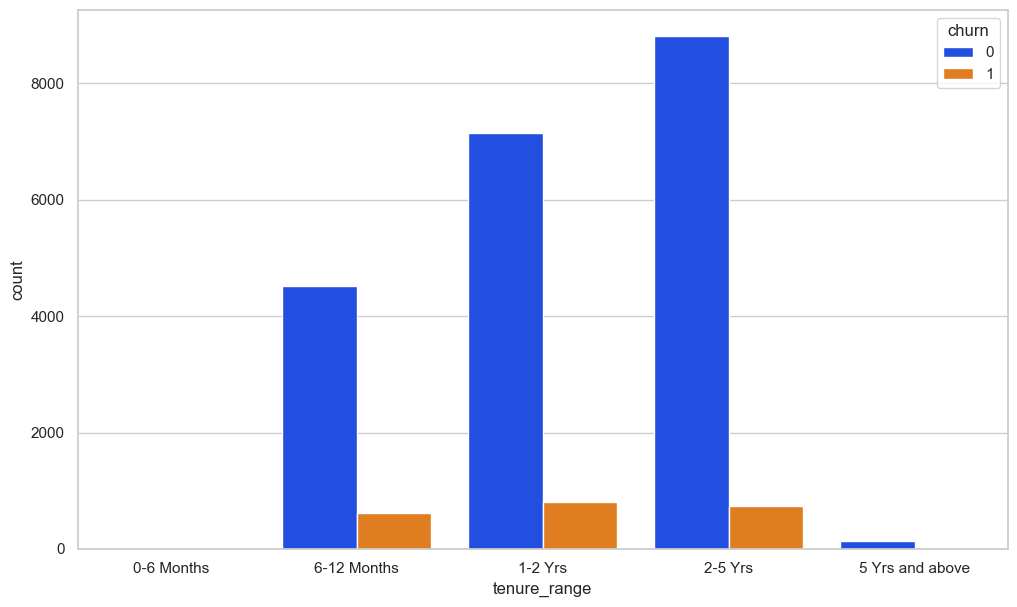 churn
0
1
8000
6000
4000
2000
0
count
0-6 Months
6-12 Months
1-2 Yrs
2-5 Yrs
5 Yrs and above
tenure_range